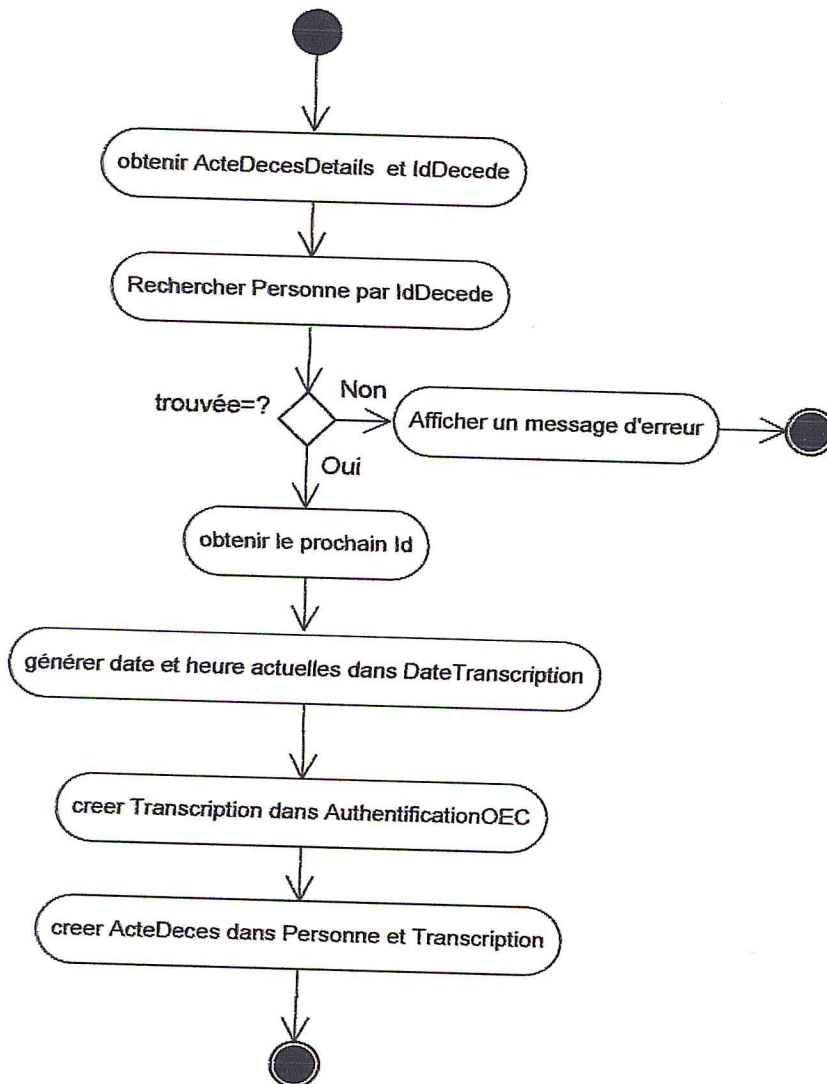 obtenir ActeDecesDetails et IdDecede
Rechercher Personne par IdDecede
trouvée=?
Non
Afficher un message d'erreur
Oui
obtenir le prochain Id
générer date et heure actuelles dans DateTranscription
creer Transcription dans AuthentificationOEC
creer ActeDeces dans Personne et Transcription